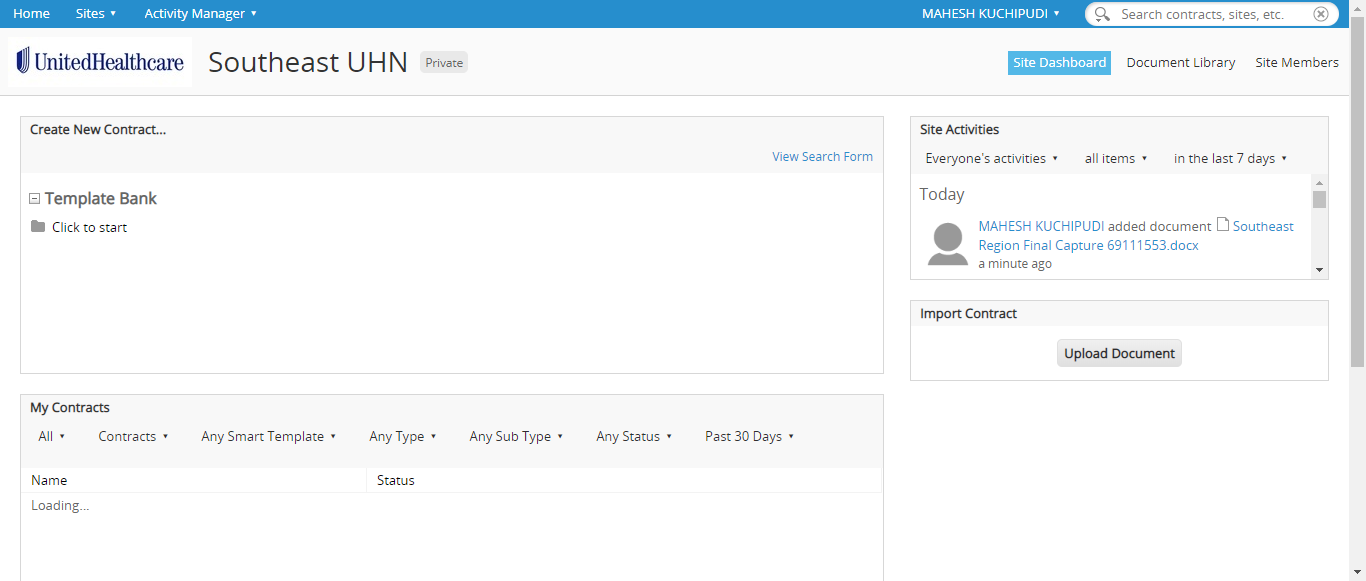 Home Sites Activity Manager MAHESH KUCHIPUDI Search contracts, sites, etc.
UnitedHealthcare Southeast UHN Private Site Dashboard Document Library Site Members
Create New Contract...
View Search Form
Template Bank
Click to start
Site Activities
Everyone's activities all items in the last 7 days
Today
MAHESH KUCHIPUDI added document Southeast
Region Final Capture 69111553.docx
a minute ago
Import Contract
Upload Document
My Contracts
All Contracts Any Smart Template Any Type Any Sub Type Any Status Past 30 Days
Name Status
Loading...